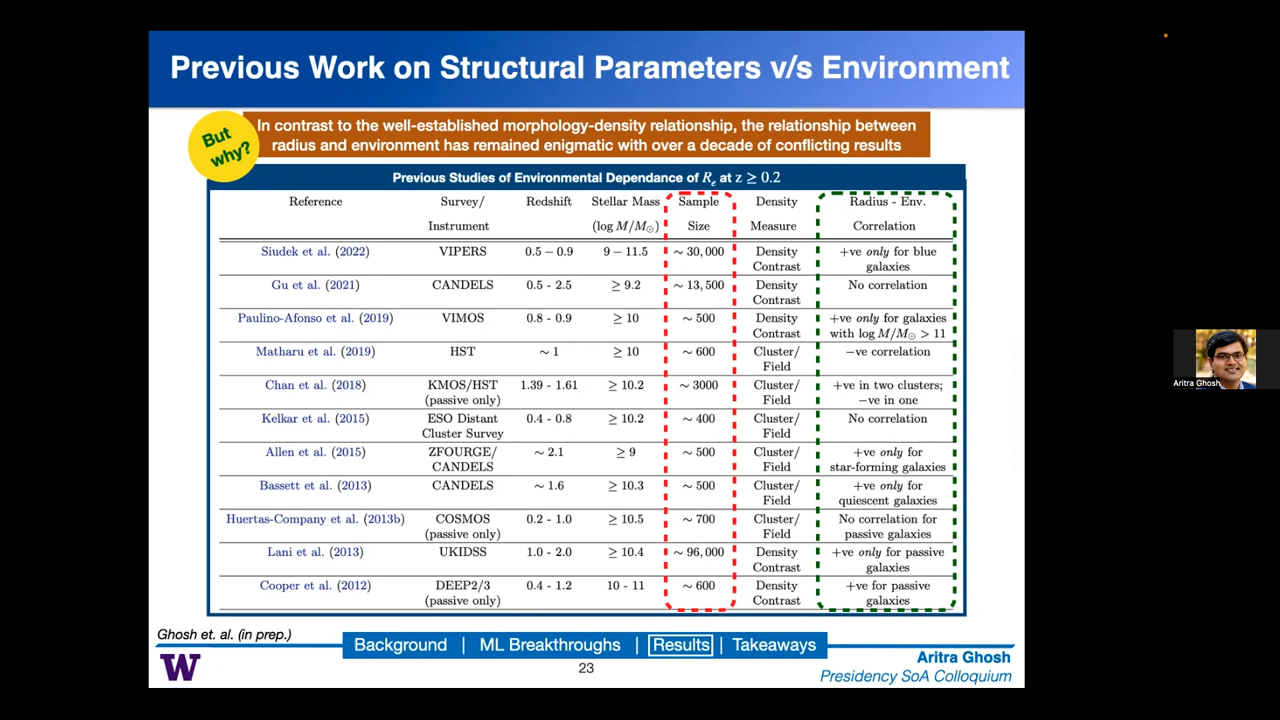 Previous Work on Structural Parameters v/s Environment
But
why?
In contrast to the well-established morphology-density relationship, the relationship between
radius and environment has remained enigmatic with over a decade of conflicting results
Previous Studies of Environmental Dependance of Re at z ≥ 0.2
Reference Survey/ Redshift Stellar Mass Sample Density Radius - Env.
Instrument (log M/M⊙) Size Measure Correlation
Siudek et al. (2022) VIPERS 0.5 – 0.9 9 – 11.5 ~ 30,000 Density +ve only for blue
Contrast galaxies
Gu et al. (2021) CANDELS 0.5 - 2.5 ≥ 9.2 ~ 13,500 Density No correlation
Contrast
Paulino-Afonso et al. (2019) VIMOS 0.8 - 0.9 ≥ 10 ~ 500 Density +ve only for galaxies
Contrast with log M/M⊙ > 11
Matharu et al. (2019) HST ~ 1 ≥ 10 ~ 600 Cluster/ −ve correlation
Field
Chan et al. (2018) KMOS/HST 1.39 - 1.61 ≥ 10.2 ~ 3000 Cluster/ +ve in two clusters;
(passive only) Field −ve in one
Kelkar et al. (2015) ESO Distant 0.4 - 0.8 ≥ 10.2 ~ 400 Cluster/ No correlation
Cluster Survey Field
Allen et al. (2015) ZFOURGE/ ~ 2.1 ≥ 9 ~ 500 Cluster/ +ve only for
CANDELS Field star-forming galaxies
Bassett et al. (2013) CANDELS ~ 1.6 ≥ 10.3 ~ 500 Cluster/ +ve only for
Field quiescent galaxies
Huertas-Company et al. (2013b) COSMOS 0.2 - 1.0 ≥ 10.5 ~ 700 Cluster/ No correlation for
(passive only) Field passive galaxies
Lani et al. (2013) UKIDSS 1.0 - 2.0 ≥ 10.4 ~ 96,000 Density +ve only for passive
Contrast galaxies
Cooper et al. (2012) DEEP2/3 0.4 - 1.2 10 - 11 ~ 600 Density +ve for passive
(passive only) Contrast galaxies
Ghosh et. al. (in prep.)
Background | ML Breakthroughs | Results | Takeaways
W
23
Aritra Ghosh
Presidency SoA Colloquium
Aritra Ghosh